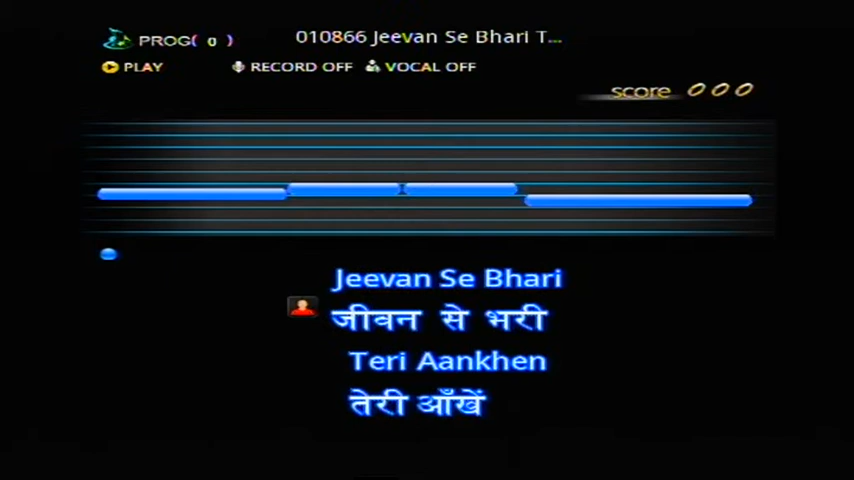 PROG( 0 ) 010866 Jeevan Se Bhari T...
PLAY RECORD OFF VOCAL OFF
score 000
Jeevan Se Bhari
जीवन से भरी
Teri Aankhen
तेरी आँखें